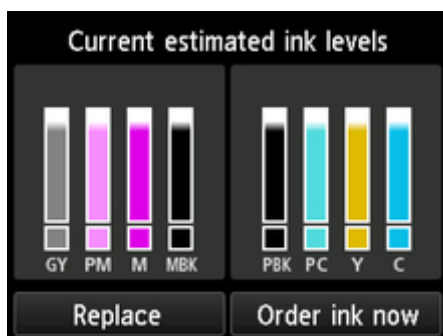 Current estimated ink levels
GY PM M MBK PBK PC Y C
Replace Order ink now